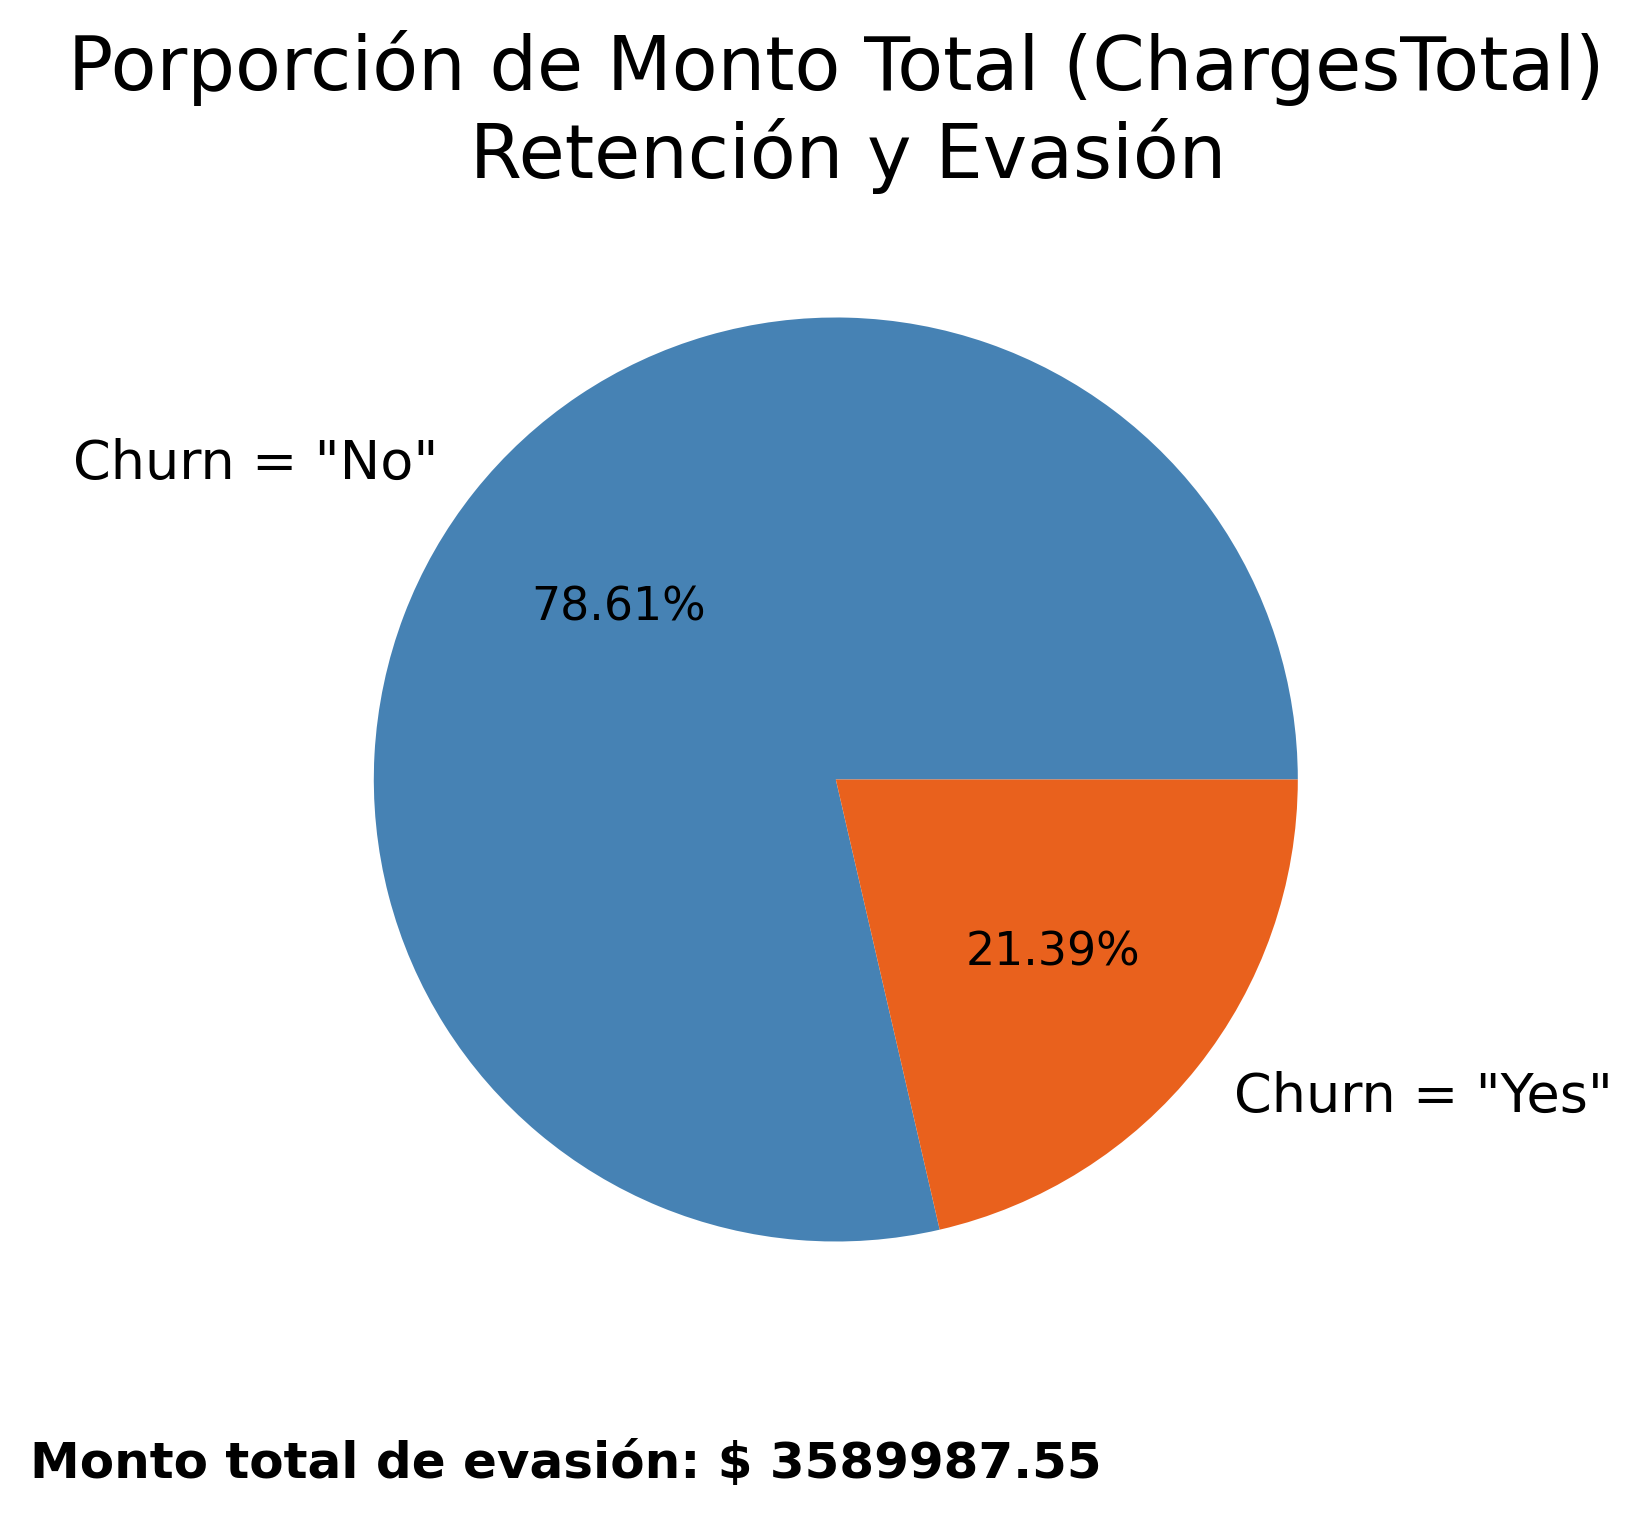 Porporción de Monto Total (ChargesTotal)
Retención y Evasión
Churn = "No"
78.61%
21.39%
Churn = "Yes"
Monto total de evasión: $ 3589987.55